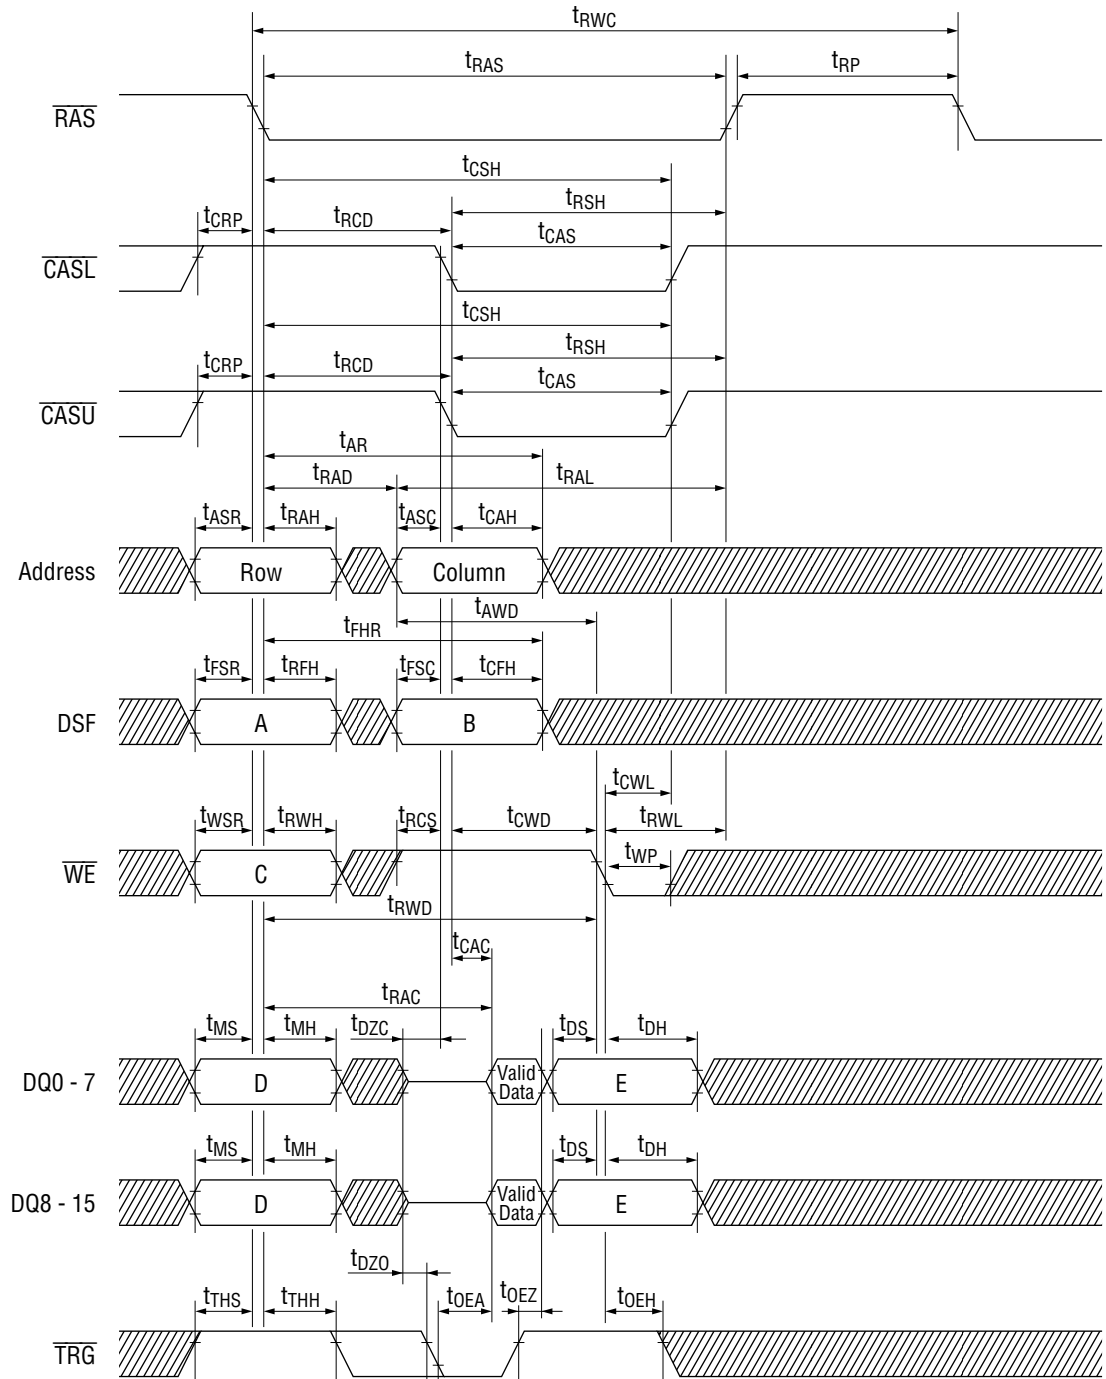 tRWC
tRAS tRP
RAS
tCSH
tRSH
tCRP tRCD tCAS
CASL
tCSH
tRSH
tCRP tRCD tCAS
CASU
tAR
tRAD tRAL
tASR tRAH tASC tCAH
Address Row Column
tAWD
tFHR
tFSR tRFH tFSC tCFH
DSF A B
tCWL
tWSR tRWH tRCS tCWD tRWL
tWP
WE C
tRWD
tCAC
tRAC
tMS tMH tDZC tDS tDH
DQ0 - 7 D Valid Data E
tMS tMH tDS tDH
DQ8 - 15 D Valid Data E
tDZO
tTHS tTHH tOEA tOEZ tOEH
TRG